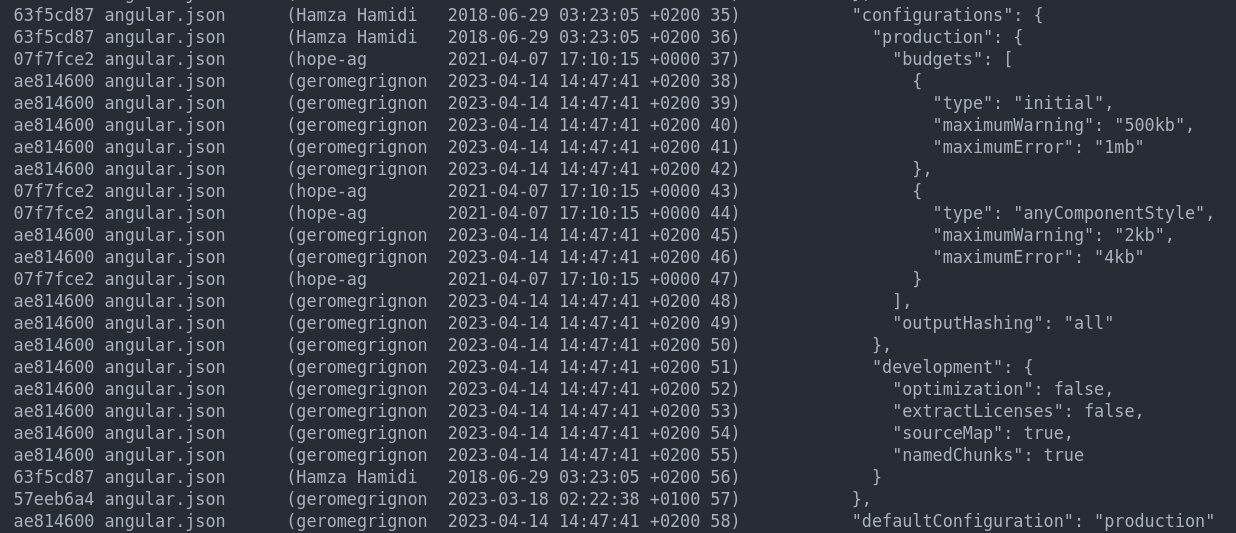 63f5cd87 angular.json      (Hamza Hamidi   2018-06-29 03:23:05 +0200 35)           "configurations": {
63f5cd87 angular.json      (Hamza Hamidi   2018-06-29 03:23:05 +0200 36)             "production": {
07f7fce2 angular.json      (hope-ag        2021-04-07 17:10:15 +0000 37)               "budgets": [
ae814600 angular.json      (geromegrignon  2023-04-14 14:47:41 +0200 38)                 {
ae814600 angular.json      (geromegrignon  2023-04-14 14:47:41 +0200 39)                   "type": "initial",
ae814600 angular.json      (geromegrignon  2023-04-14 14:47:41 +0200 40)                   "maximumWarning": "500kb",
ae814600 angular.json      (geromegrignon  2023-04-14 14:47:41 +0200 41)                   "maximumError": "1mb"
ae814600 angular.json      (geromegrignon  2023-04-14 14:47:41 +0200 42)                 },
07f7fce2 angular.json      (hope-ag        2021-04-07 17:10:15 +0000 43)                 {
07f7fce2 angular.json      (hope-ag        2021-04-07 17:10:15 +0000 44)                   "type": "anyComponentStyle",
ae814600 angular.json      (geromegrignon  2023-04-14 14:47:41 +0200 45)                   "maximumWarning": "2kb",
ae814600 angular.json      (geromegrignon  2023-04-14 14:47:41 +0200 46)                   "maximumError": "4kb"
07f7fce2 angular.json      (hope-ag        2021-04-07 17:10:15 +0000 47)                 }
ae814600 angular.json      (geromegrignon  2023-04-14 14:47:41 +0200 48)               ],
ae814600 angular.json      (geromegrignon  2023-04-14 14:47:41 +0200 49)               "outputHashing": "all"
ae814600 angular.json      (geromegrignon  2023-04-14 14:47:41 +0200 50)             },
ae814600 angular.json      (geromegrignon  2023-04-14 14:47:41 +0200 51)             "development": {
ae814600 angular.json      (geromegrignon  2023-04-14 14:47:41 +0200 52)               "optimization": false,
ae814600 angular.json      (geromegrignon  2023-04-14 14:47:41 +0200 53)               "extractLicenses": false,
ae814600 angular.json      (geromegrignon  2023-04-14 14:47:41 +0200 54)               "sourceMap": true,
ae814600 angular.json      (geromegrignon  2023-04-14 14:47:41 +0200 55)               "namedChunks": true
63f5cd87 angular.json      (Hamza Hamidi   2018-06-29 03:23:05 +0200 56)             }
57eeb6a4 angular.json      (geromegrignon  2023-03-18 02:22:38 +0100 57)           },
ae814600 angular.json      (geromegrignon  2023-04-14 14:47:41 +0200 58)           "defaultConfiguration": "production"